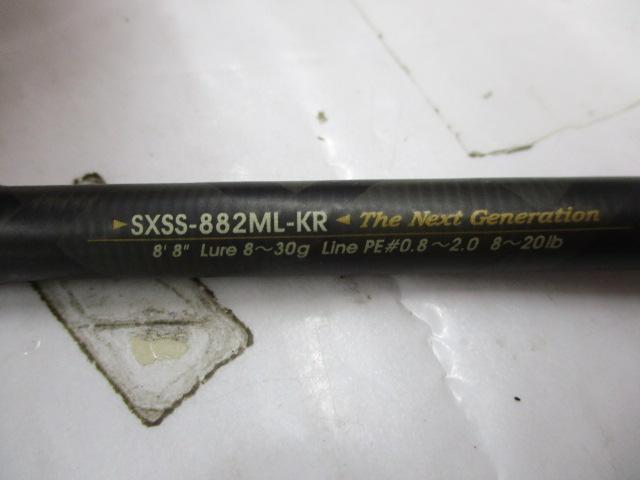 ►SXSS-882ML-KR◄ The Next Generation
8' 8" Lure 8~30g Line PE#0.8~2.0 8~20lb